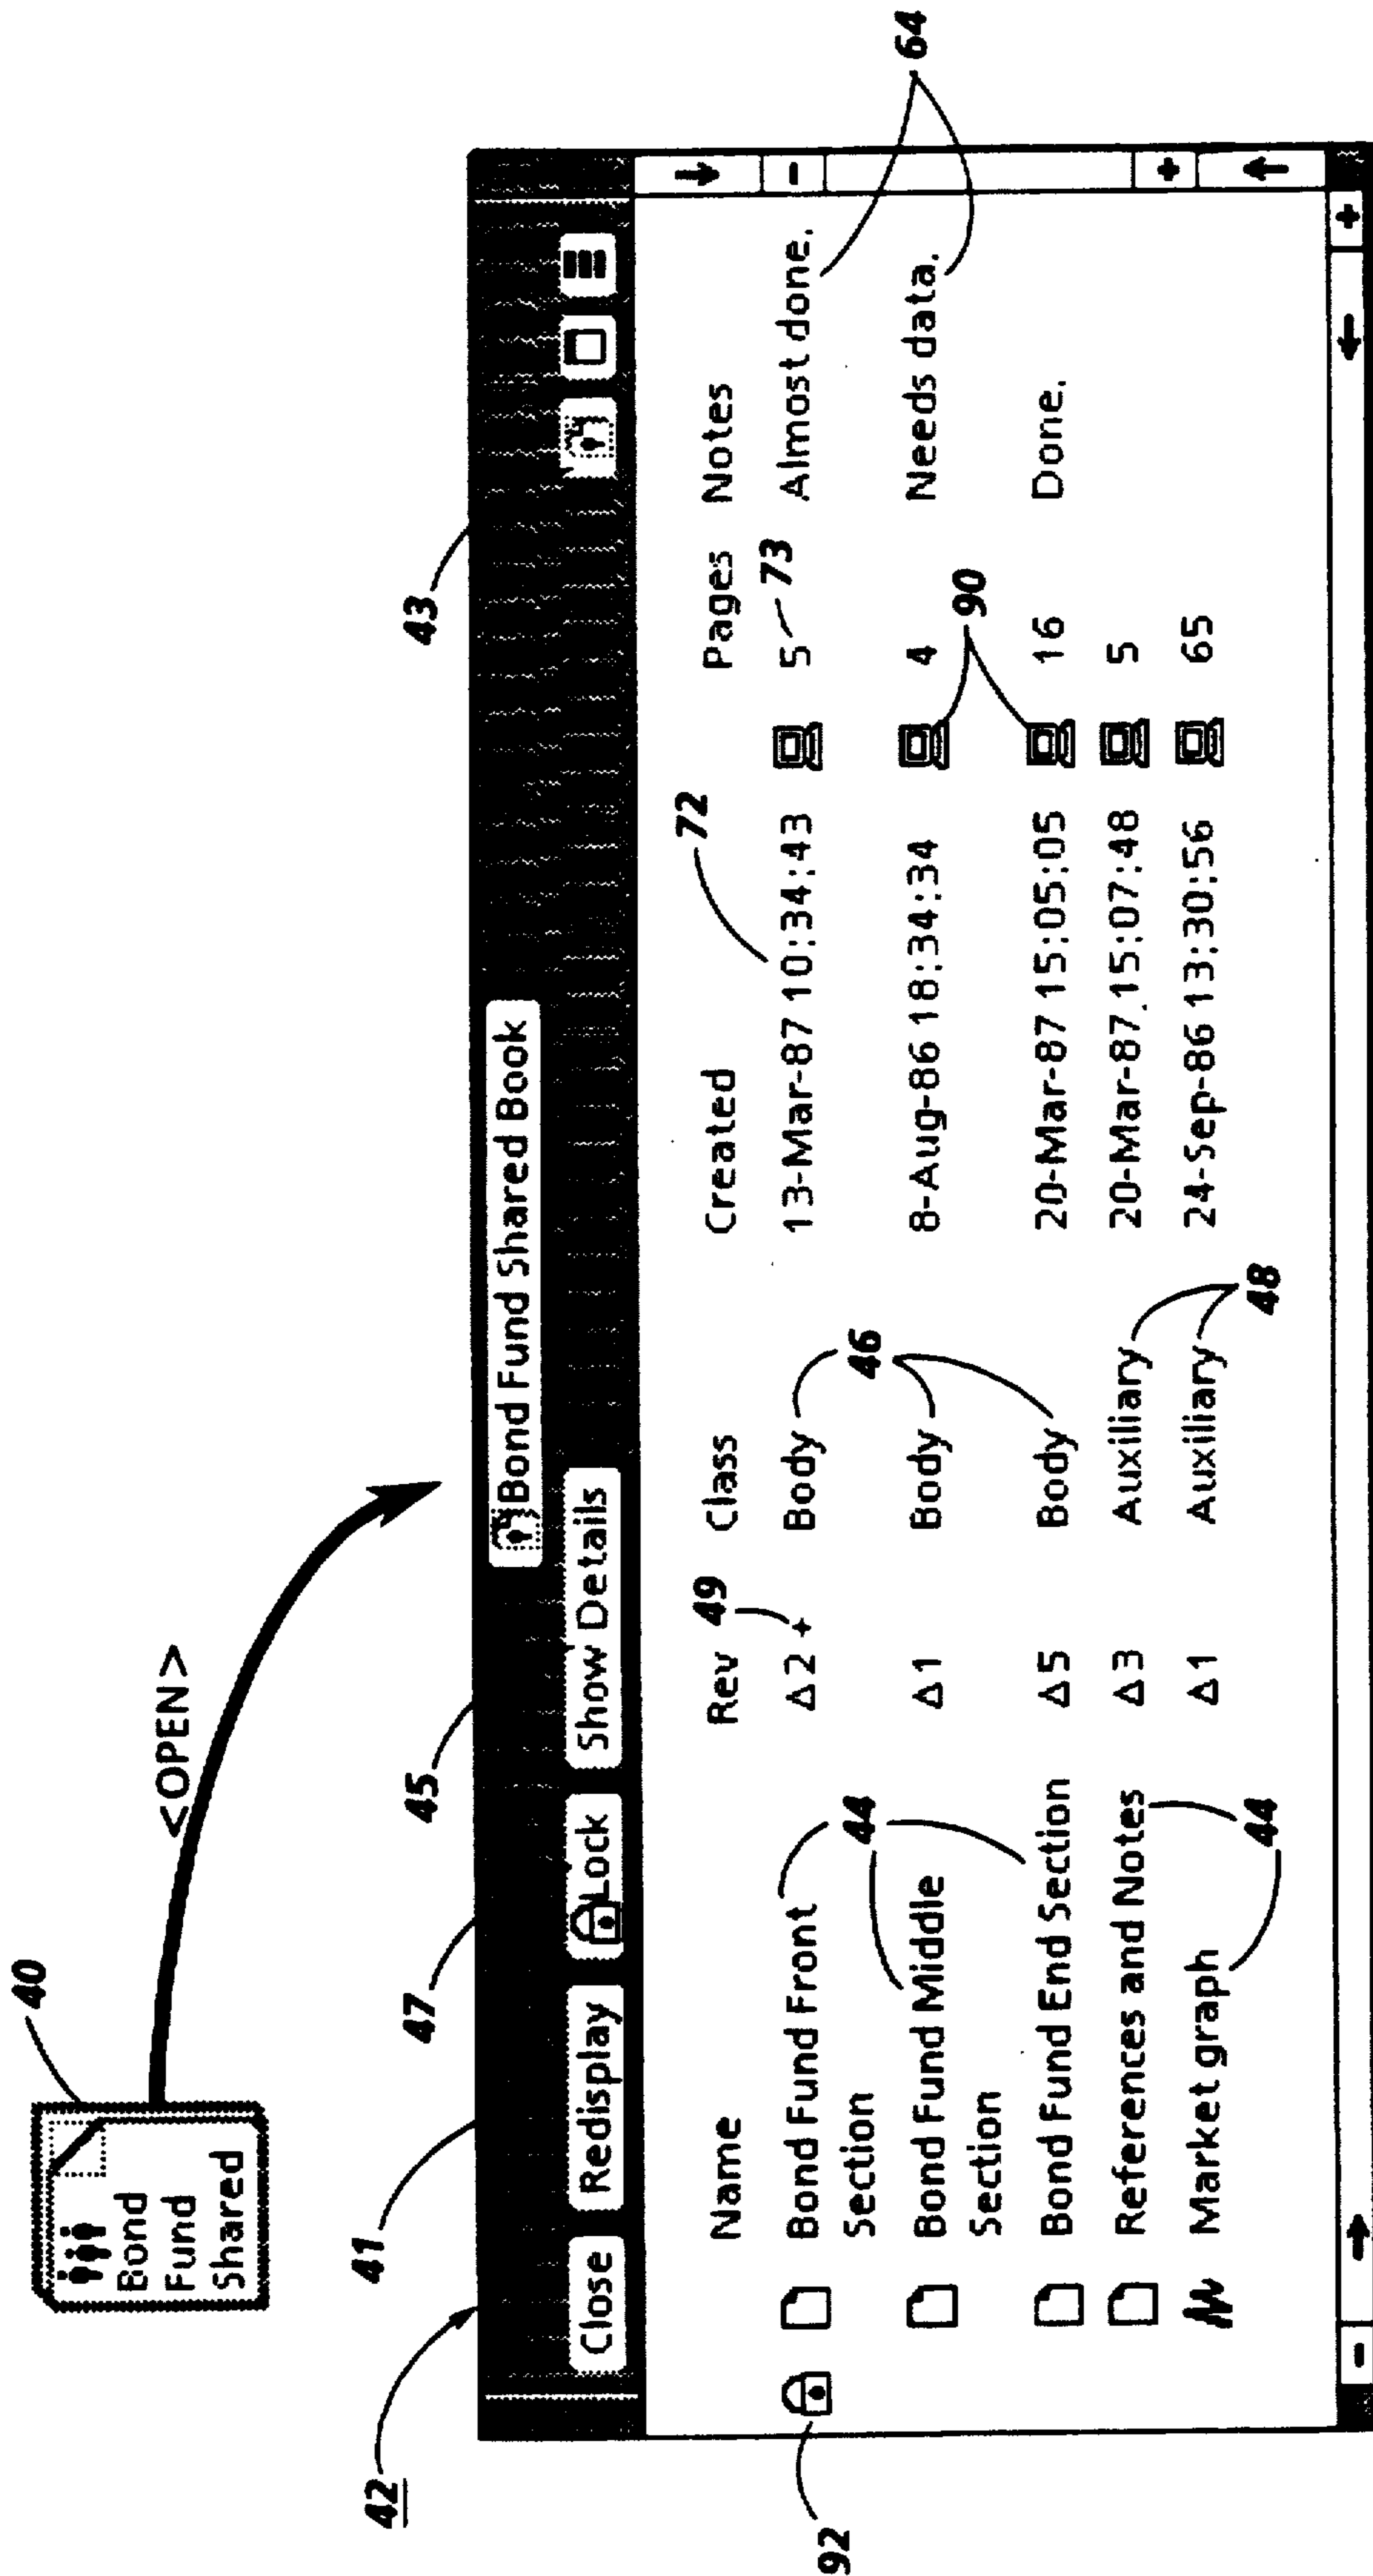 40
Bond
Fund
Shared
<OPEN>
42
41
47
45
43
Bond Fund Shared Book
Close Redisplay Lock Show Details
72
Name Rev 49 Class Created Pages Notes
92 Bond Fund Front Δ2 + Body 13-Mar-87 10:34:43 5 73 Almost done.
Section
44 46 64
Bond Fund Middle Δ1 Body 8-Aug-86 18:34:34 4 Needs data.
Section
90
Bond Fund End Section Δ5 Body 20-Mar-87 15:05:05 16 Done.
References and Notes Δ3 Auxiliary 20-Mar-87 15:07:48 5
Market graph Δ1 Auxiliary 24-Sep-86 13:30:56 65
44 48